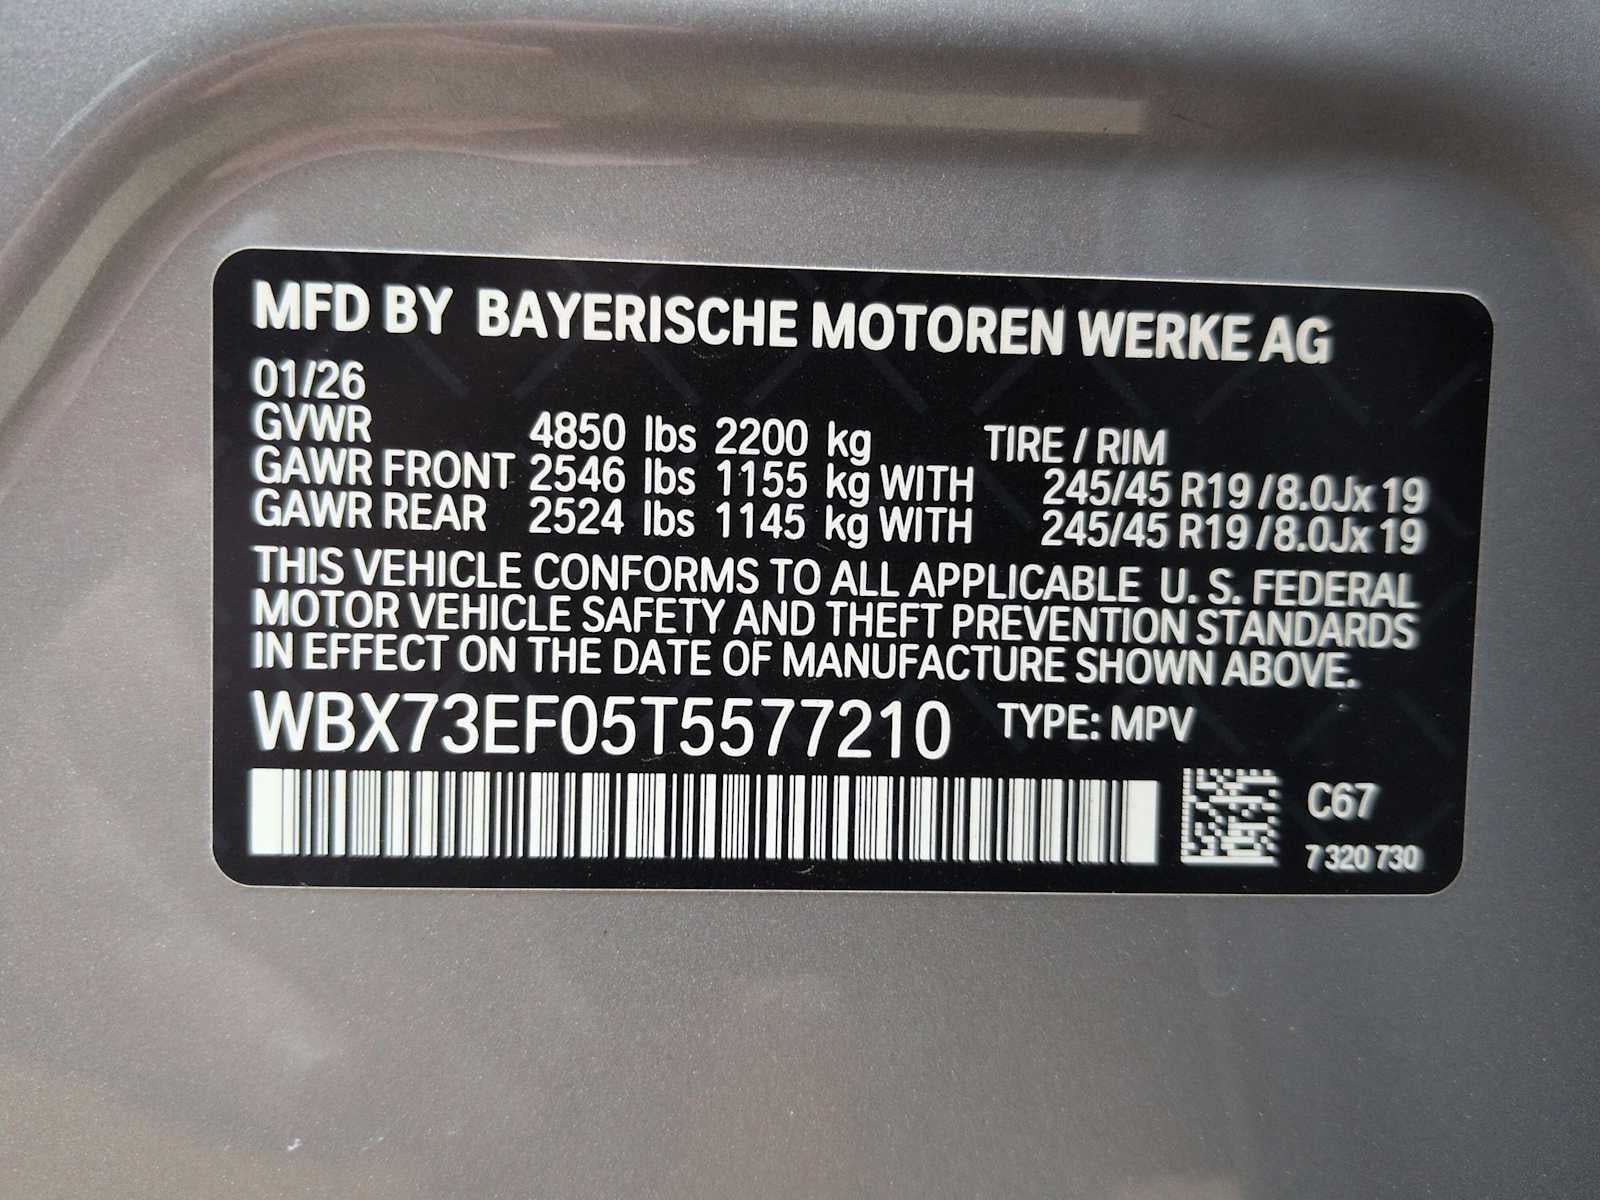 MFD BY BAYERISCHE MOTOREN WERKE AG
01/26
GVWR 4850 lbs 2200 kg TIRE / RIM
GAWR FRONT 2546 lbs 1155 kg WITH 245/45 R19 / 8.0Jx 19
GAWR REAR 2524 lbs 1145 kg WITH 245/45 R19 / 8.0Jx 19
THIS VEHICLE CONFORMS TO ALL APPLICABLE U. S. FEDERAL
MOTOR VEHICLE SAFETY AND THEFT PREVENTION STANDARDS
IN EFFECT ON THE DATE OF MANUFACTURE SHOWN ABOVE.
WBX73EF05T5577210 TYPE: MPV
C67
7 320 730